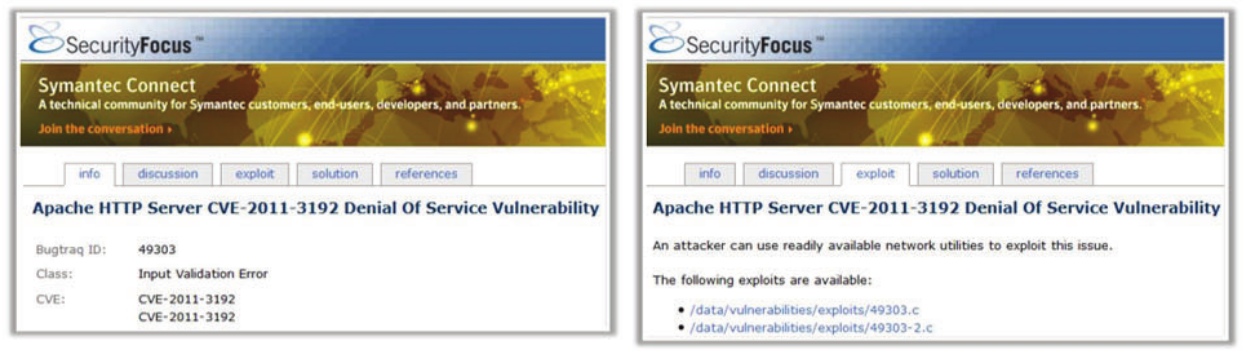 SecurityFocus ™
Symantec Connect
A technical community for Symantec customers, end-users, developers, and partners.
Join the conversation ›
info discussion exploit solution references
Apache HTTP Server CVE-2011-3192 Denial Of Service Vulnerability
Bugtraq ID: 49303
Class: Input Validation Error
CVE: CVE-2011-3192
CVE-2011-3192
SecurityFocus ™
Symantec Connect
A technical community for Symantec customers, end-users, developers, and partners.
Join the conversation ›
info discussion exploit solution references
Apache HTTP Server CVE-2011-3192 Denial Of Service Vulnerability
An attacker can use readily available network utilities to exploit this issue.
The following exploits are available:
• /data/vulnerabilities/exploits/49303.c
• /data/vulnerabilities/exploits/49303-2.c